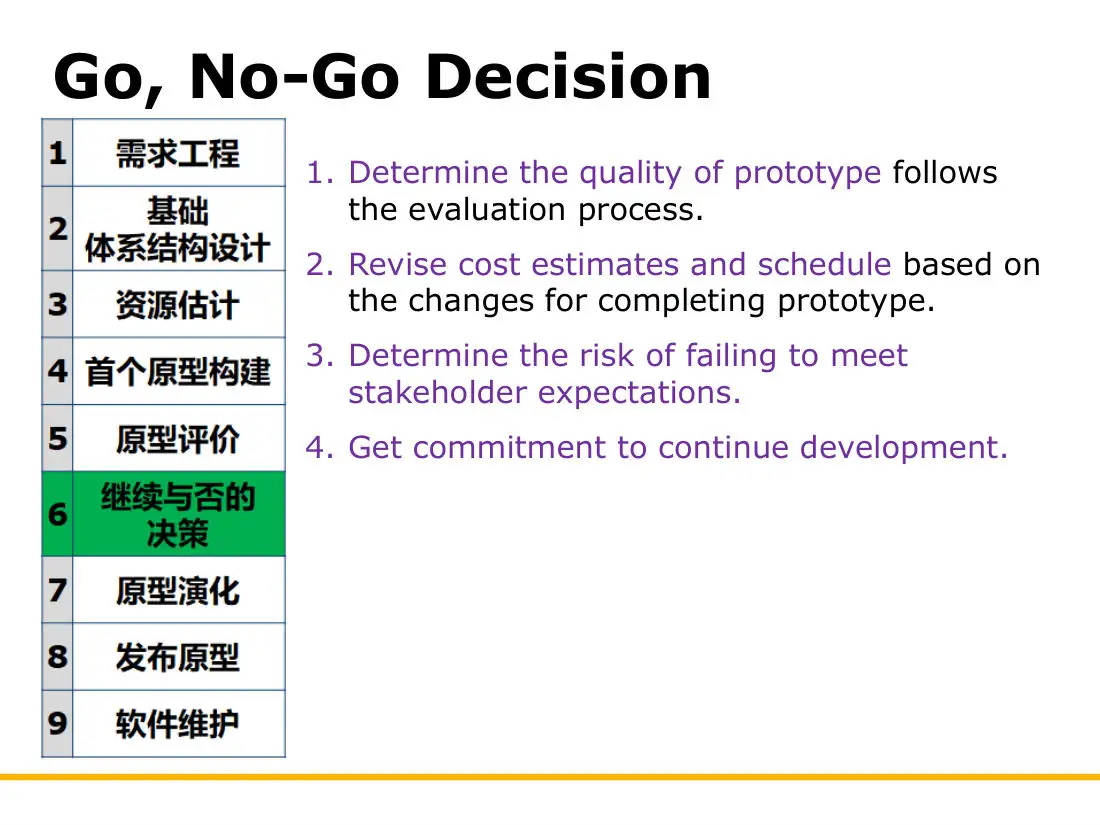 Go, No-Go Decision
1 需求工程
2 基础
体系结构设计
3 资源估计
4 首个原型构建
5 原型评价
6 继续与否的
决策
7 原型演化
8 发布原型
9 软件维护
1. Determine the quality of prototype follows
the evaluation process.
2. Revise cost estimates and schedule based on
the changes for completing prototype.
3. Determine the risk of failing to meet
stakeholder expectations.
4. Get commitment to continue development.